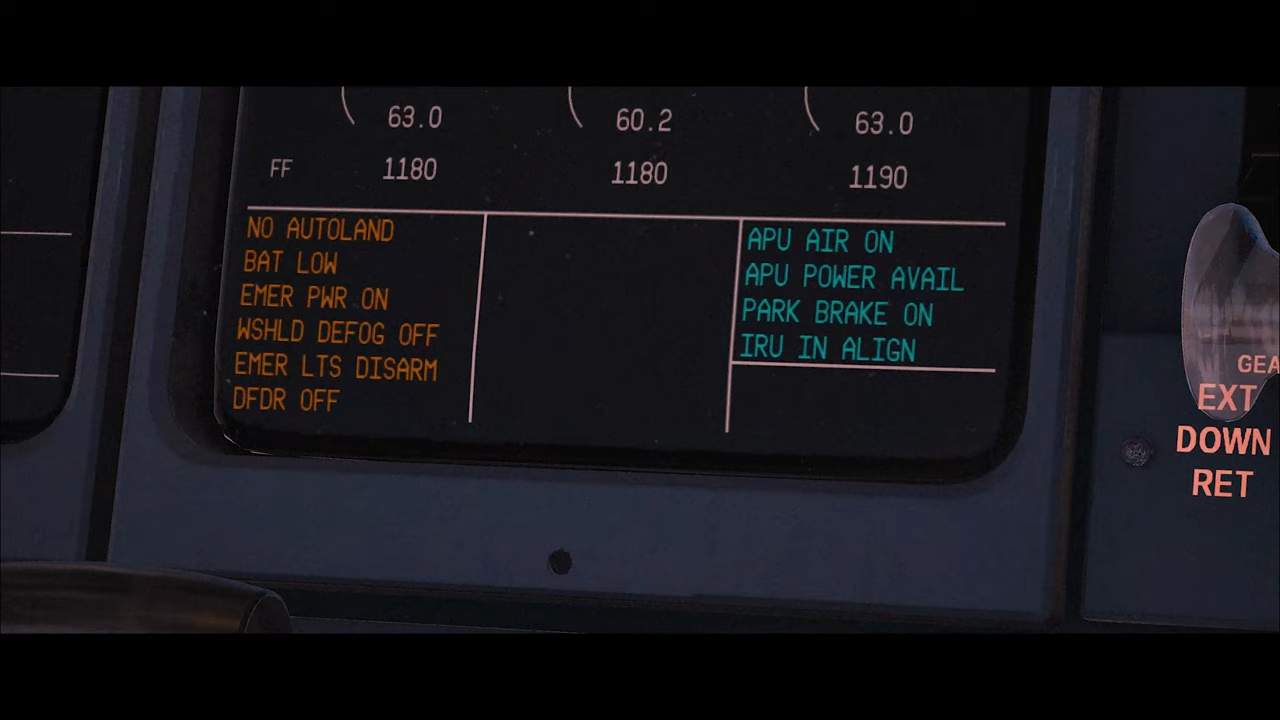 63.0 60.2 63.0
FF 1180 1180 1190
NO AUTOLAND
BAT LOW
EMER PWR ON
WSHLD DEFOG OFF
EMER LTS DISARM
DFDR OFF
APU AIR ON
APU POWER AVAIL
PARK BRAKE ON
IRU IN ALIGN
GEA
EXT
DOWN
RET